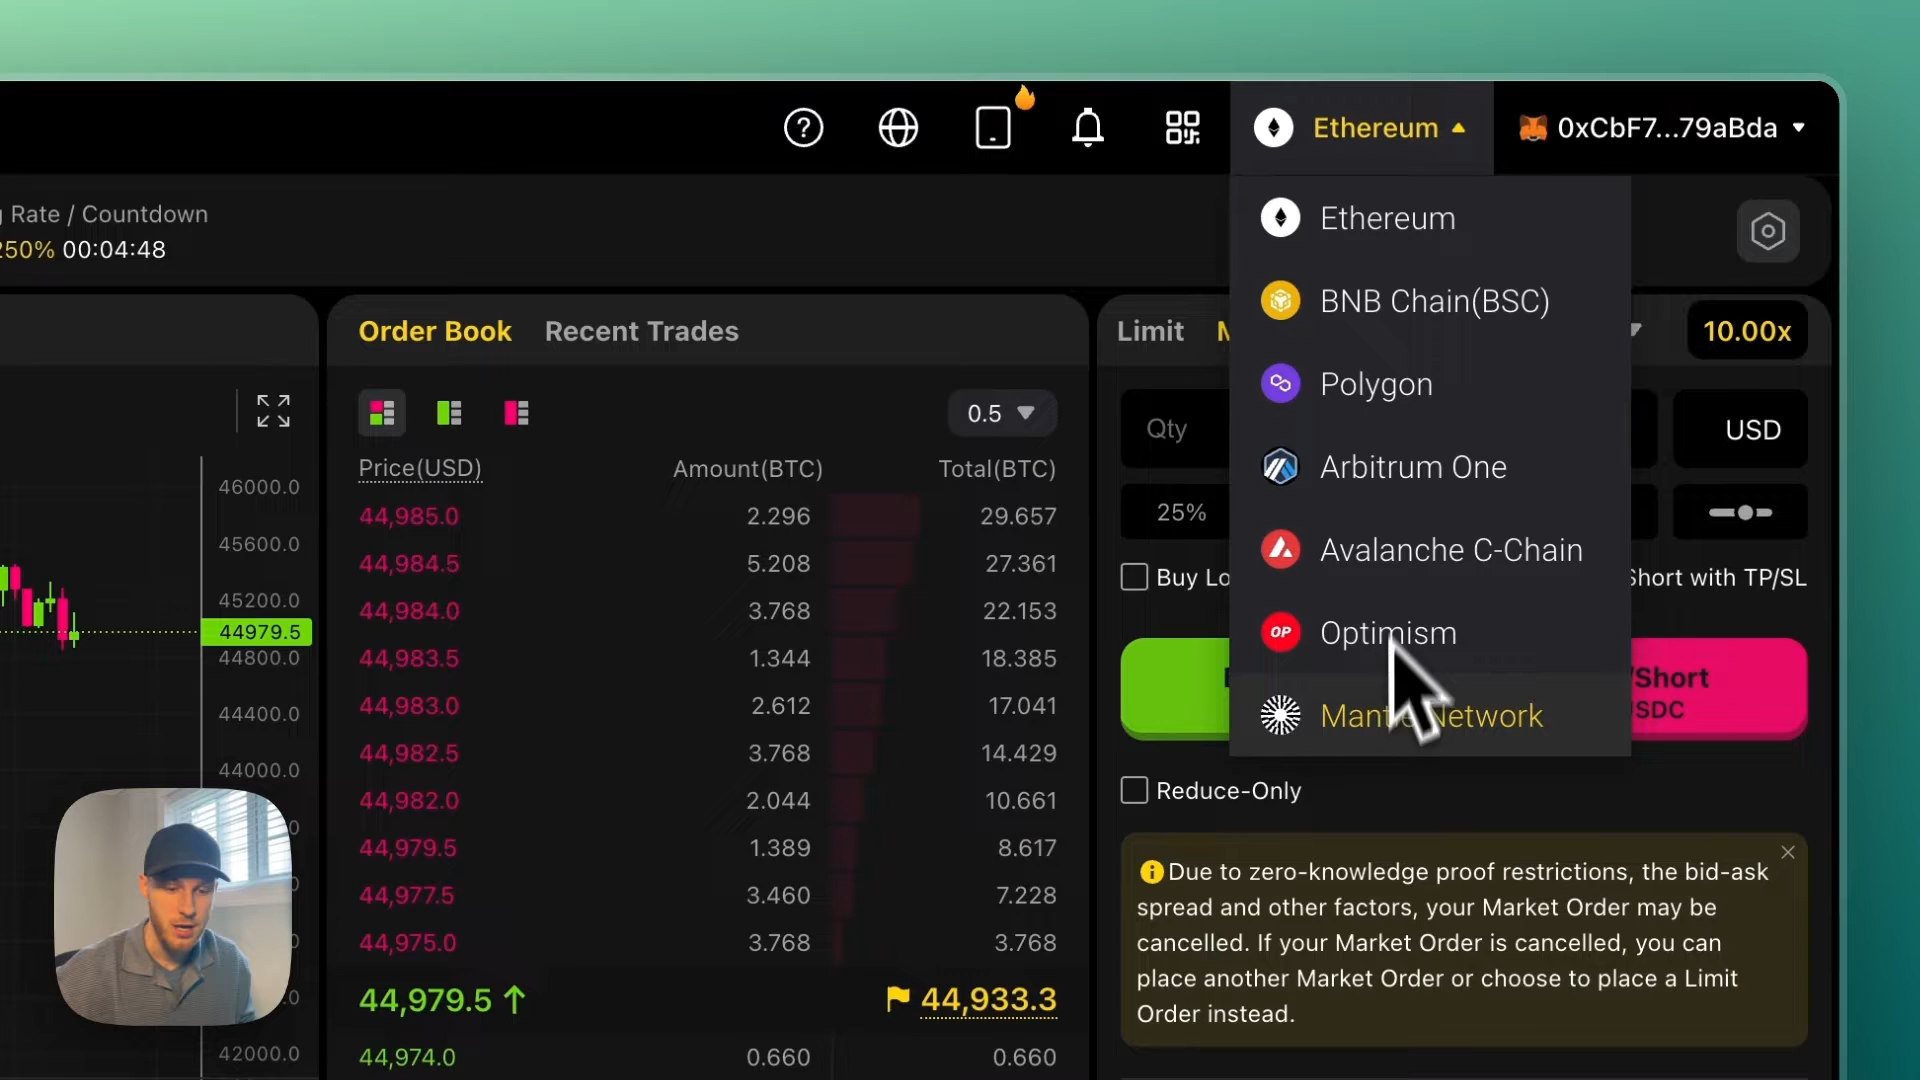 Ethereum
0xCbF7...79aBda
Rate / Countdown
250% 00:04:48
Ethereum
BNB Chain(BSC)
Polygon
Arbitrum One
Avalanche C-Chain
Optimism
Mantle Network
Order Book
Recent Trades
Limit
10.00x
0.5
Qty
USD
25%
Price(USD)
Amount(BTC)
Total(BTC)
44,985.0 2.296 29.657
44,984.5 5.208 27.361
44,984.0 3.768 22.153
44,983.5 1.344 18.385
44,983.0 2.612 17.041
44,982.5 3.768 14.429
44,982.0 2.044 10.661
44,979.5 1.389 8.617
44,977.5 3.460 7.228
44,975.0 3.768 3.768
44,979.5
44,933.3
44,974.0 0.660 0.660
46000.0
45600.0
45200.0
44979.5
44800.0
44400.0
44000.0
42000.0
Buy Lo
Short with TP/SL
/Short
Reduce-Only
Due to zero-knowledge proof restrictions, the bid-ask
spread and other factors, your Market Order may be
cancelled. If your Market Order is cancelled, you can
place another Market Order or choose to place a Limit
Order instead.
OP